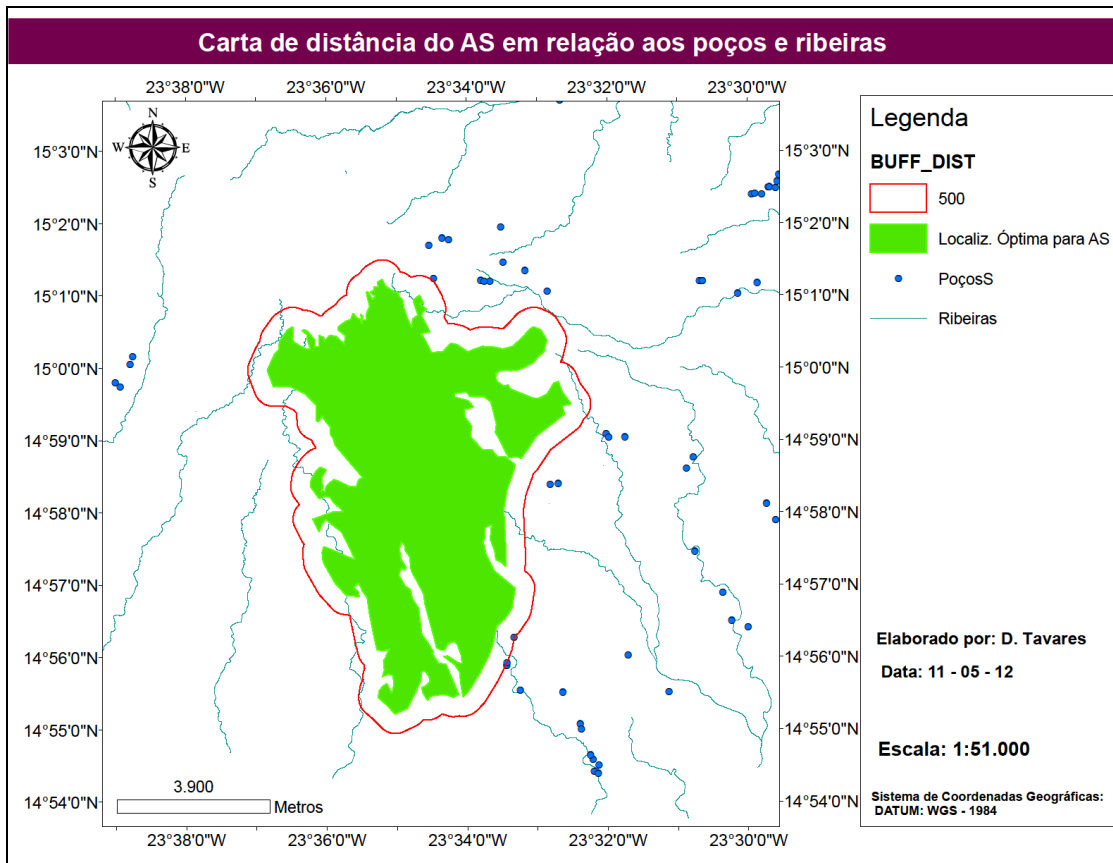 Carta de distância do AS em relação aos poços e ribeiras
23°38'0"W 23°36'0"W 23°34'0"W 23°32'0"W 23°30'0"W
N
W E
S
15°3'0"N 15°3'0"N
15°2'0"N 15°2'0"N
15°1'0"N 15°1'0"N
15°0'0"N 15°0'0"N
14°59'0"N 14°59'0"N
14°58'0"N 14°58'0"N
14°57'0"N 14°57'0"N
14°56'0"N 14°56'0"N
14°55'0"N 14°55'0"N
14°54'0"N 14°54'0"N
3.900
Metros
23°38'0"W 23°36'0"W 23°34'0"W 23°32'0"W 23°30'0"W
Legenda
BUFF_DIST
500
Localiz. Óptima para AS
PoçosS
Ribeiras
Elaborado por: D. Tavares
Data: 11 - 05 - 12
Escala: 1:51.000
Sistema de Coordenadas Geográficas:
DATUM: WGS - 1984